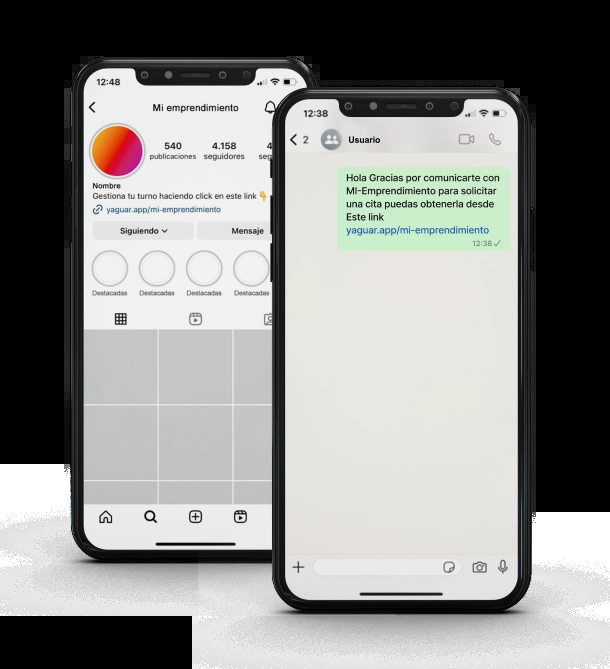 12:48
Mi emprendimiento
540
publicaciones
4.158
seguidores
4
seg
Nombre
Gestiona tu turno haciendo click en este link 👇
yaguar.app/mi-emprendimiento
Siguiendo
Mensaje
Destacadas
Destacadas
Destacadas
Destacadas
12:38
2
Usuario
Hola Gracias por comunicarte con
MI-Emprendimiento para solicitar
una cita puedas obtenerla desde
Este link
yaguar.app/mi-emprendimiento
12:38 ✓